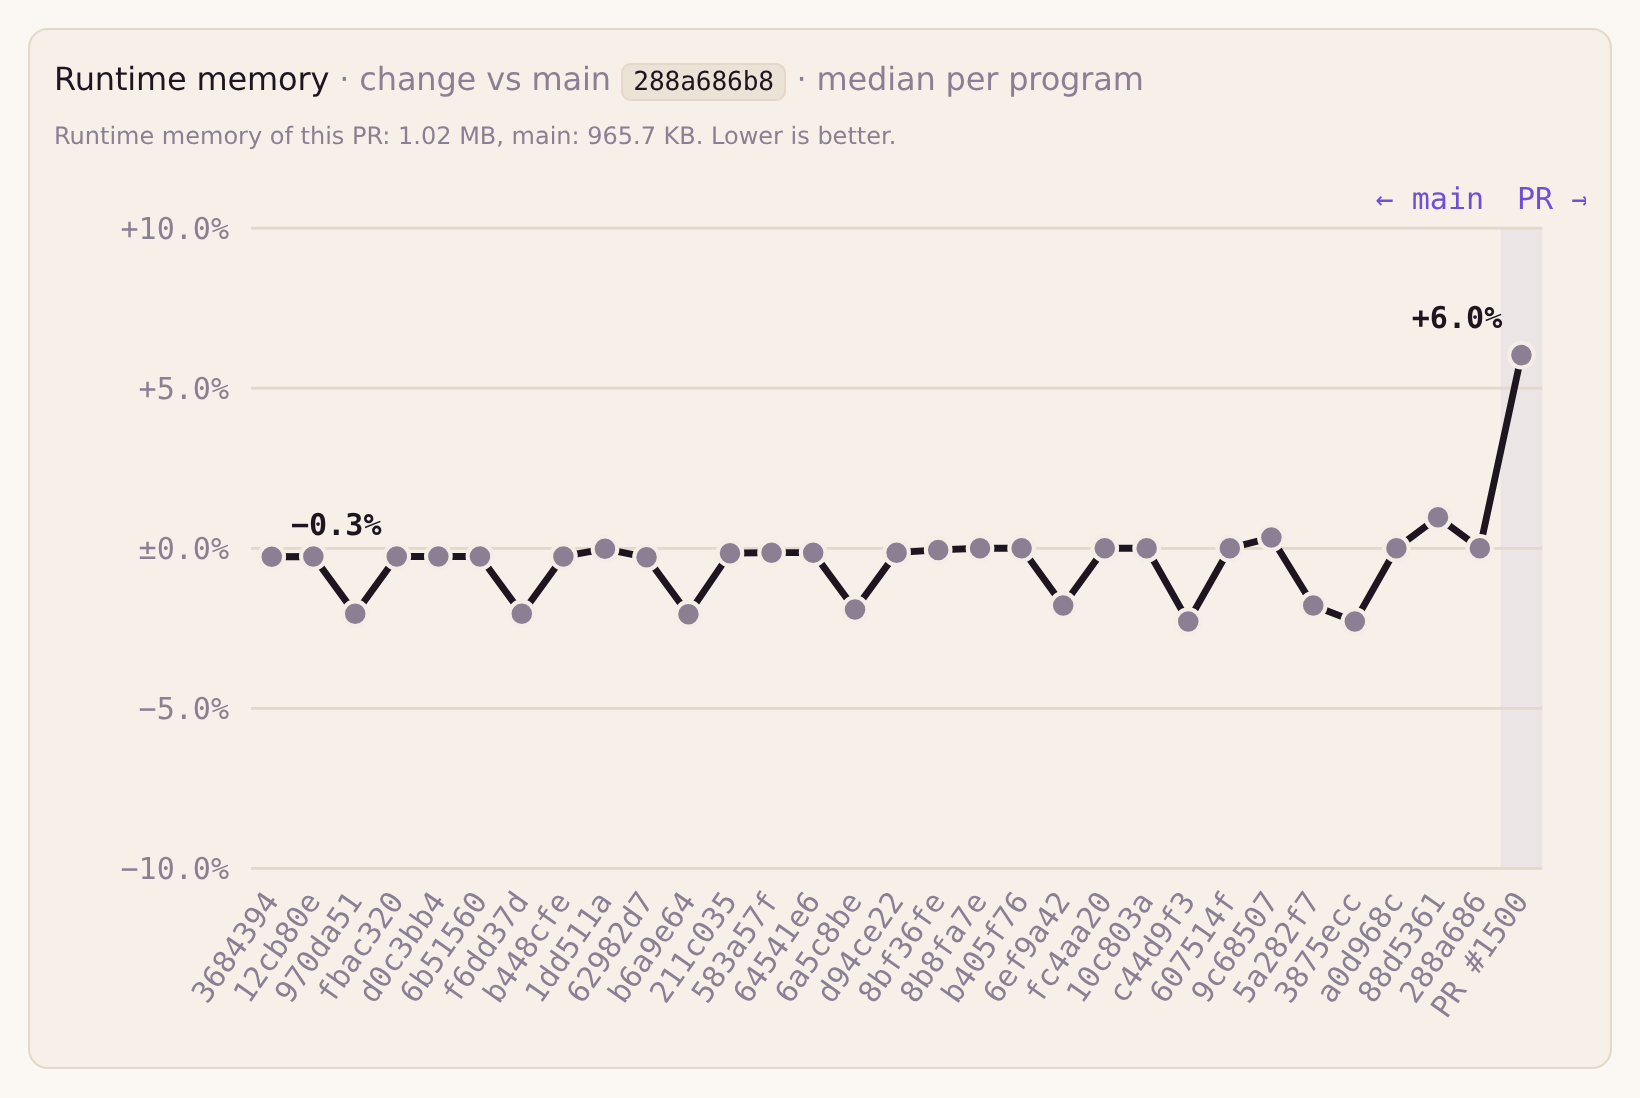 Runtime memory · change vs main 288a686b8 · median per program
Runtime memory of this PR: 1.02 MB, main: 965.7 KB. Lower is better.
← main PR →
+10.0%
+6.0%
+5.0%
−0.3%
±0.0%
−5.0%
−10.0%
3684394
12cb80e
970da51
fbac320
d0c3bb4
6b51560
f6dd37d
b448cfe
1dd511a
62982d7
b6a9e64
211c035
583a57f
64541e6
6a5c8be
d94ce22
8bf36fe
8b8fa7e
b405f76
6ef9a42
fc4aa20
10c803a
c44d9f3
607514f
9c68507
5a282f7
3875ecc
a0d968c
88d5361
288a686
PR #1500